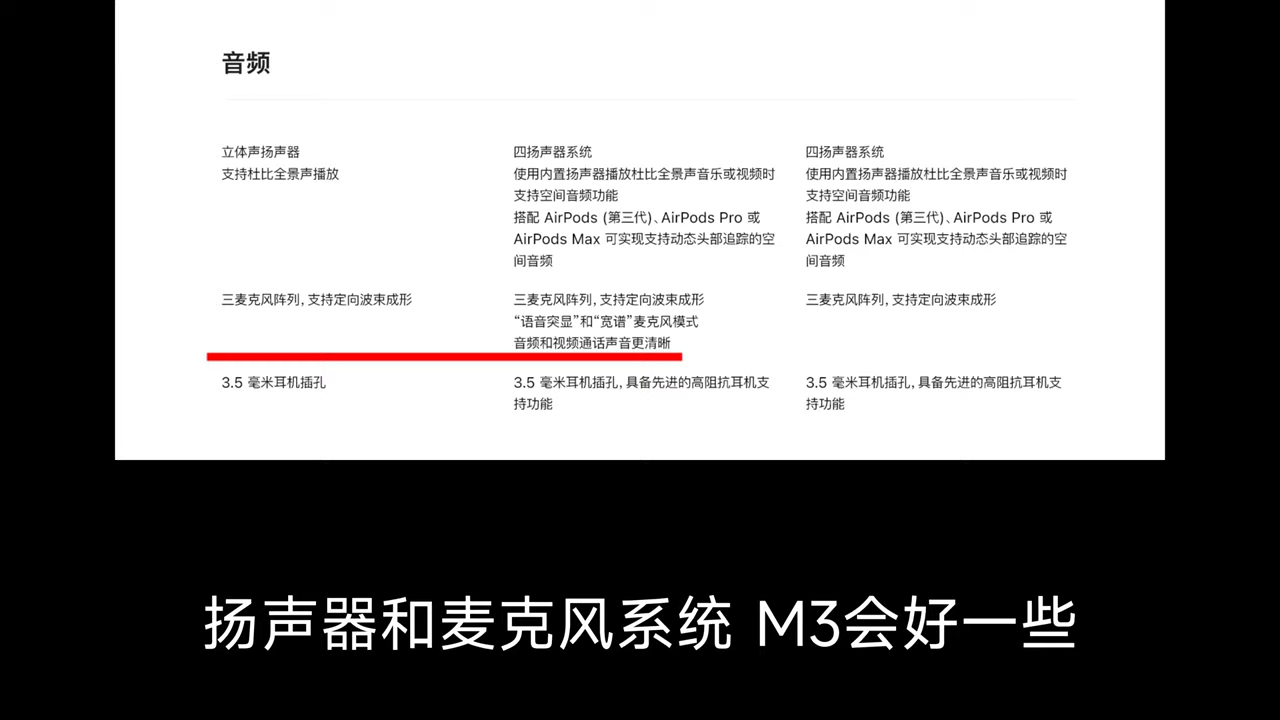 音频
立体声扬声器
支持杜比全景声播放
四扬声器系统
使用内置扬声器播放杜比全景声音乐或视频时
支持空间音频功能
搭配 AirPods (第三代)、AirPods Pro 或
AirPods Max 可实现支持动态头部追踪的空
间音频
四扬声器系统
使用内置扬声器播放杜比全景声音乐或视频时
支持空间音频功能
搭配 AirPods (第三代)、AirPods Pro 或
AirPods Max 可实现支持动态头部追踪的空
间音频
三麦克风阵列, 支持定向波束成形
三麦克风阵列, 支持定向波束成形
“语音突显”和“宽谱”麦克风模式
音频和视频通话声音更清晰
三麦克风阵列, 支持定向波束成形
3.5 毫米耳机插孔
3.5 毫米耳机插孔, 具备先进的高阻抗耳机支
持功能
3.5 毫米耳机插孔, 具备先进的高阻抗耳机支
持功能
扬声器和麦克风系统 M3会好一些